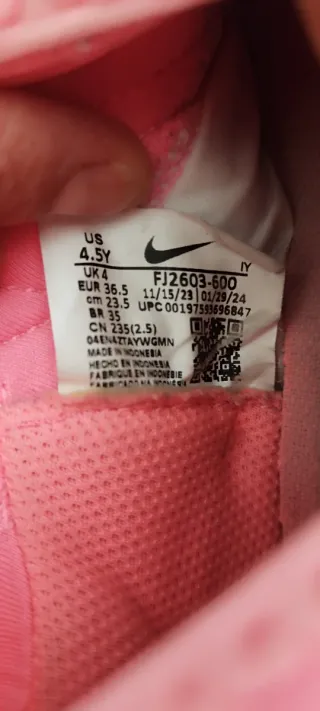 US
4.5Y IY
UK 4 FJ2603-600
EUR 36.5 11/15/23 01/29/24
cm 23.5 UPC 00197593696847
BR 35
CN 235(2.5)
04ENAZTAYWGMN
MADE IN INDONESIA
HECHO EN INDONESIA
FABRIQUE EN INDONESIE
FABRICADO NA INDONESIA